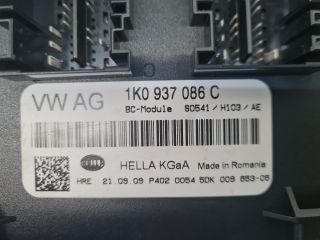 VW AG
1K0 937 086 C
BC-Module S0541 / H103 / AE
HELLA KGaA Made in Romania
HRE 21.09.09 P402 0054 5DK 009 653-05